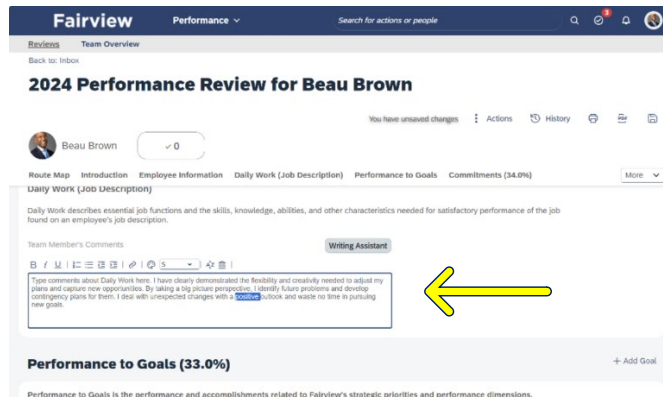 Fairview Performance Search for actions or people 3
Reviews Team Overview
Back to: Inbox
2024 Performance Review for Beau Brown
You have unsaved changes Actions History PDF
Beau Brown 0
Route Map Introduction Employee Information Daily Work (Job Description) Performance to Goals Commitments (34.0%) More
Daily Work (Job Description)
Daily Work describes essential job functions and the skills, knowledge, abilities, and other characteristics needed for satisfactory performance of the job
found on an employee's job description.
Team Member's Comments Writing Assistant
B I U S
Type comments about Daily Work here. I have clearly demonstrated the flexibility and creativity needed to adjust my
plans and capture new opportunities. By taking a big picture perspective, I identify future problems and develop
contingency plans for them. I deal with unexpected changes with a positive outlook and waste no time in pursuing
new goals.
Performance to Goals (33.0%) + Add Goal
Performance to Goals is the performance and accomplishments related to Fairview's strategic priorities and performance dimensions.